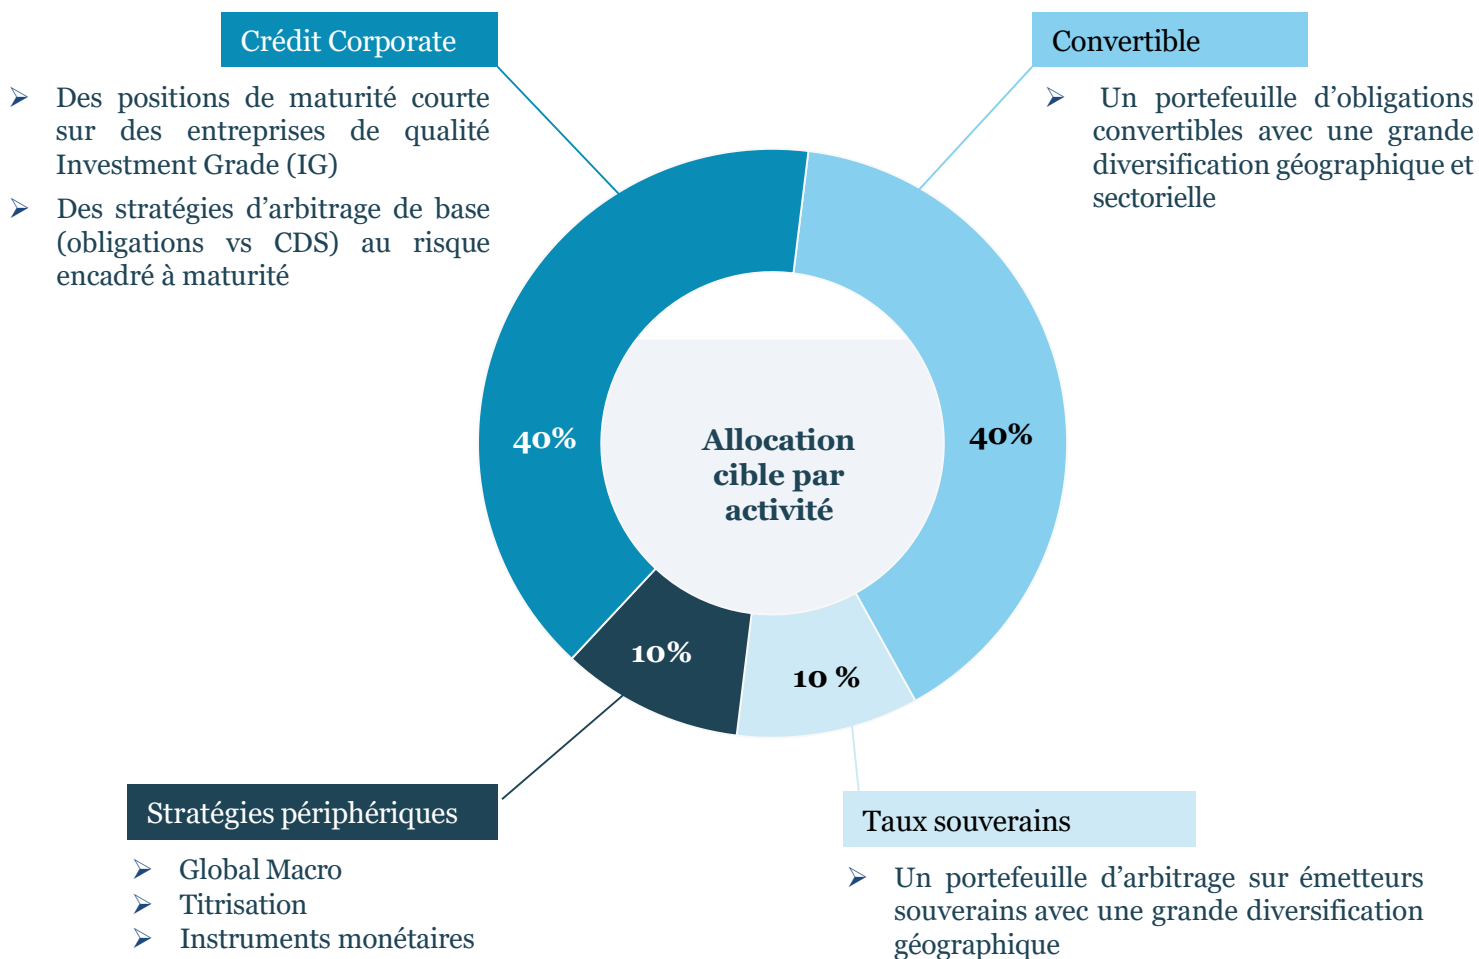 Crédit Corporate
➢ Des positions de maturité courte
sur des entreprises de qualité
Investment Grade (IG)
➢ Des stratégies d’arbitrage de base
(obligations vs CDS) au risque
encadré à maturité
Convertible
➢ Un portefeuille d’obligations
convertibles avec une grande
diversification géographique et
sectorielle
40%
Allocation
cible par
activité
40%
10%
10 %
Stratégies périphériques
➢ Global Macro
➢ Titrisation
➢ Instruments monétaires
Taux souverains
➢ Un portefeuille d’arbitrage sur émetteurs
souverains avec une grande diversification
géographique